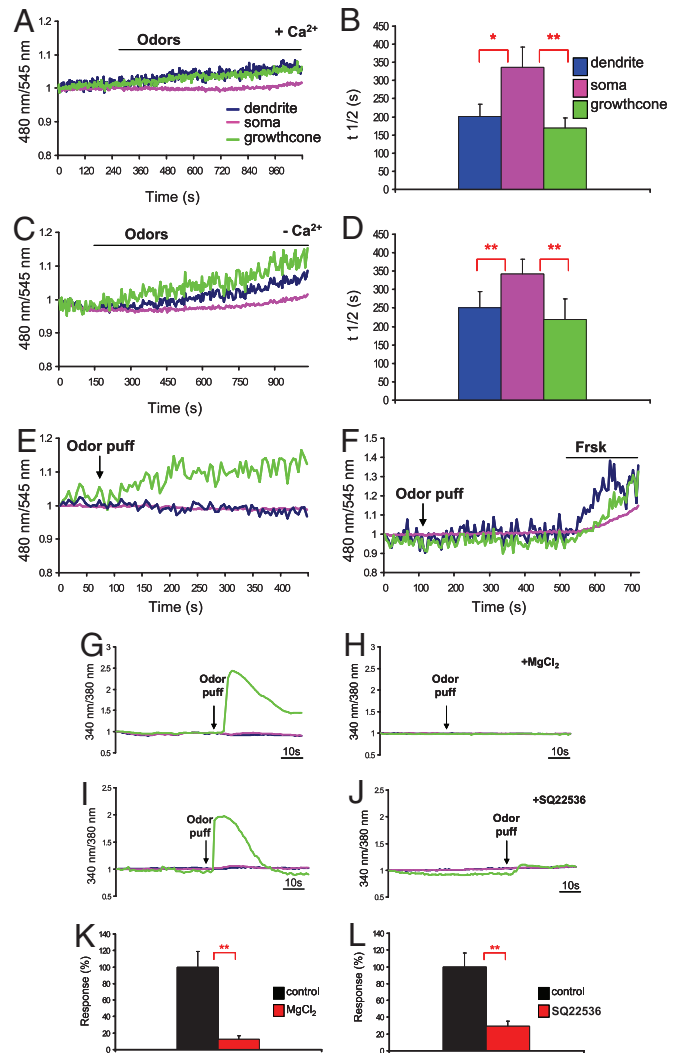 A
1.2
1.1
1
0.9
0.8
480 nm/545 nm
Odors
+ Ca²⁺
dendrite
soma
growthcone
0 120 240 360 480 600 720 840 960
Time (s)
B
450
400
350
300
250
200
150
100
50
0
t 1/2 (s)
*
**
dendrite
soma
growthcone
C
1.2
1.1
1
0.9
0.8
480 nm/545 nm
Odors
- Ca²⁺
0 150 300 450 600 750 900
Time (s)
D
450
400
350
300
250
200
150
100
50
0
t 1/2 (s)
**
**
E
1.2
1.1
1
0.9
0.8
480 nm/545 nm
Odor puff
0 50 100 150 200 250 300 350 400
Time (s)
F
1.5
1.4
1.3
1.2
1.1
1
0.9
0.8
480 nm/545 nm
Odor puff
Frsk
0 100 200 300 400 500 600 700
Time (s)
G
3
2.5
2
1.5
1
0.5
340 nm/380 nm
Odor
puff
10s
H
3
2.5
2
1.5
1
0.5
340 nm/380 nm
+MgCl₂
Odor
puff
10s
I
2.5
2
1.5
1
0.5
340 nm/380 nm
Odor
puff
10s
J
2.5
2
1.5
1
0.5
340 nm/380 nm
+SQ22536
Odor
puff
10s
K
140
120
100
80
60
40
20
0
Response (%)
**
control
MgCl₂
L
140
120
100
80
60
40
20
0
Response (%)
**
control
SQ22536